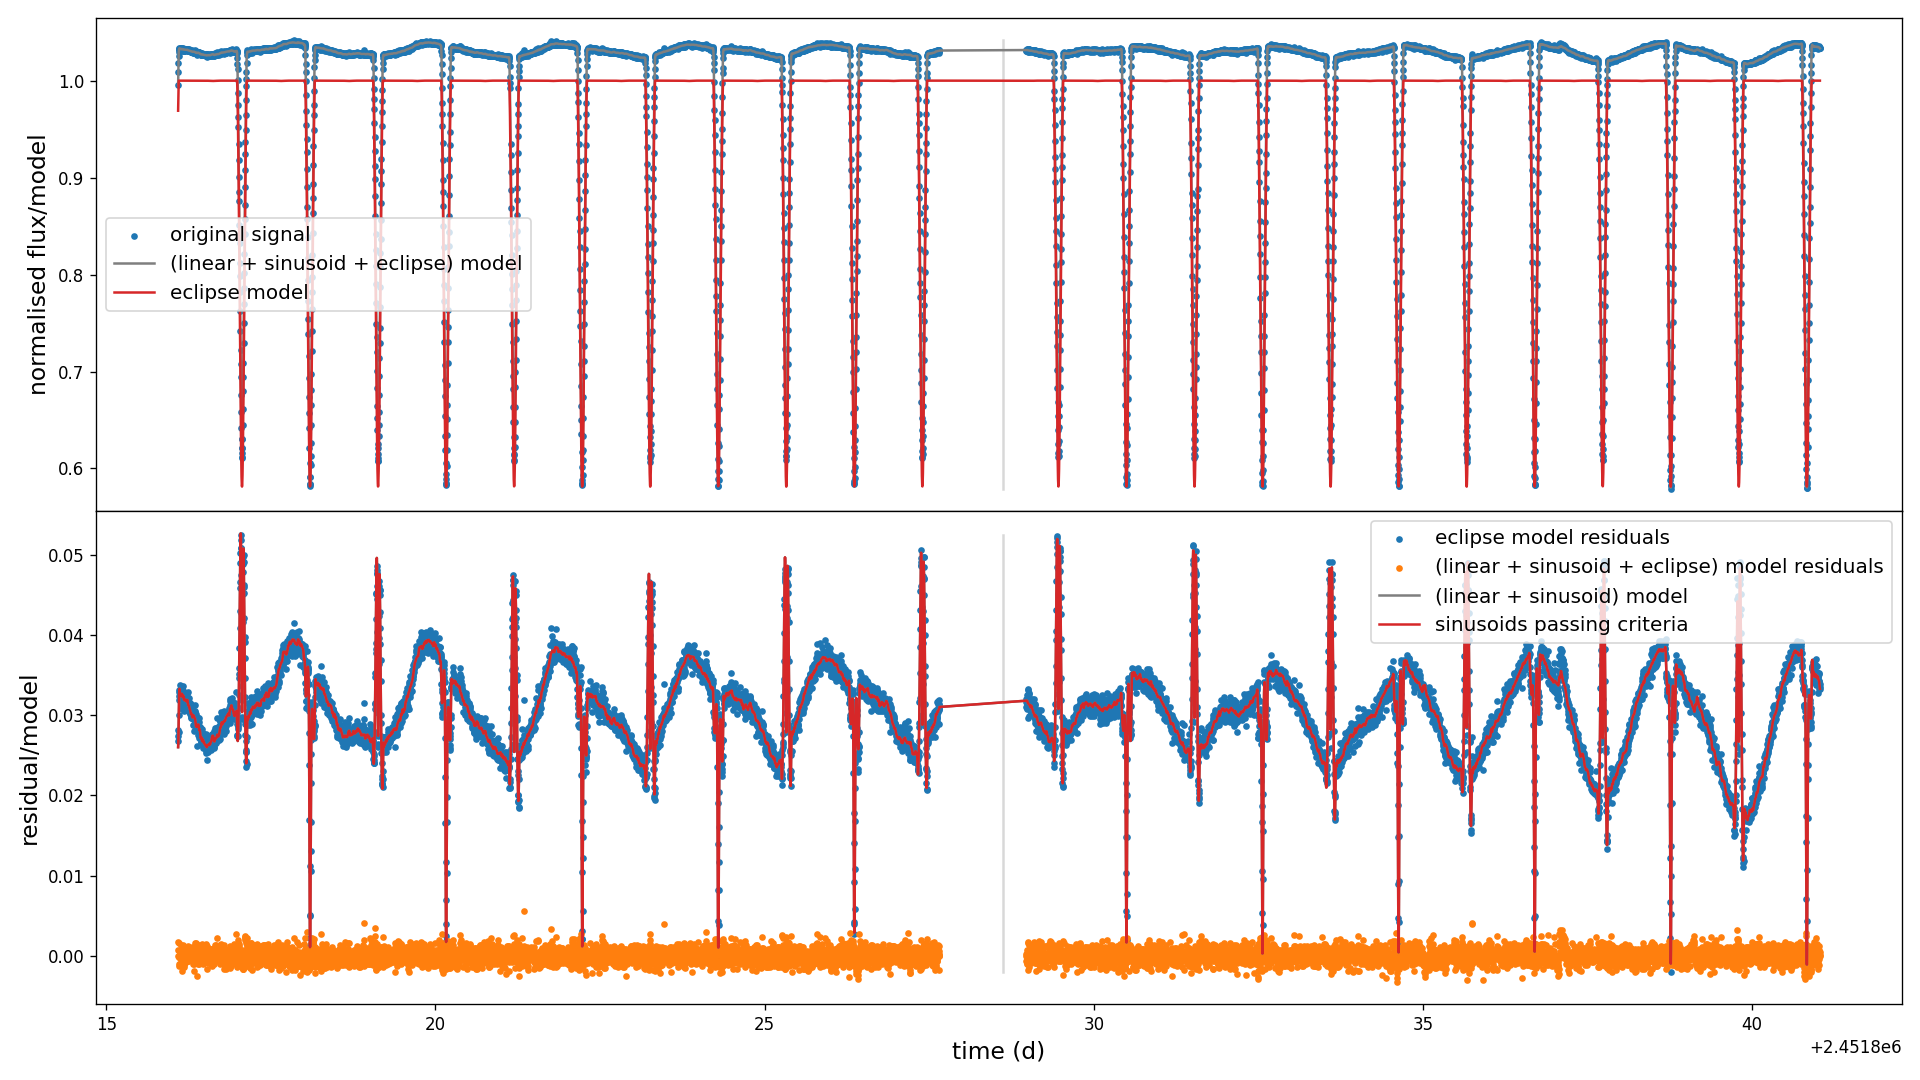 normalised flux/model
1.0
0.9
0.8
0.7
0.6
original signal
(linear + sinusoid + eclipse) model
eclipse model
residual/model
0.05
0.04
0.03
0.02
0.01
0.00
eclipse model residuals
(linear + sinusoid + eclipse) model residuals
(linear + sinusoid) model
sinusoids passing criteria
15 20 25 30 35 40
time (d)
+2.4518e6